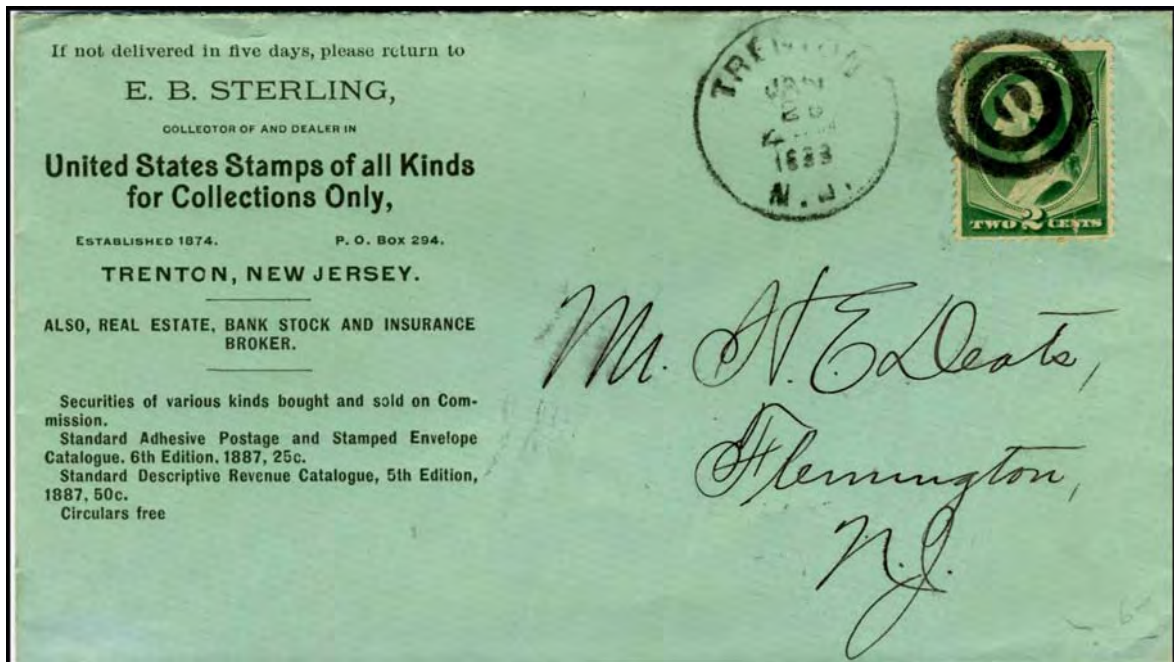 If not delivered in five days, please return to
E. B. STERLING,
COLLECTOR OF AND DEALER IN
United States Stamps of all Kinds
for Collections Only,
ESTABLISHED 1874. P. O. BOX 294.
TRENTON, NEW JERSEY.
ALSO, REAL ESTATE, BANK STOCK AND INSURANCE
BROKER.
Securities of various kinds bought and sold on Com-
mission.
Standard Adhesive Postage and Stamped Envelope
Catalogue. 6th Edition, 1887, 25c.
Standard Descriptive Revenue Catalogue, 5th Edition,
1887, 50c.
Circulars free
TRENTON
N.J.
TWO 2 CENTS
Mr. H. E. Deats,
Flemington,
N.J.